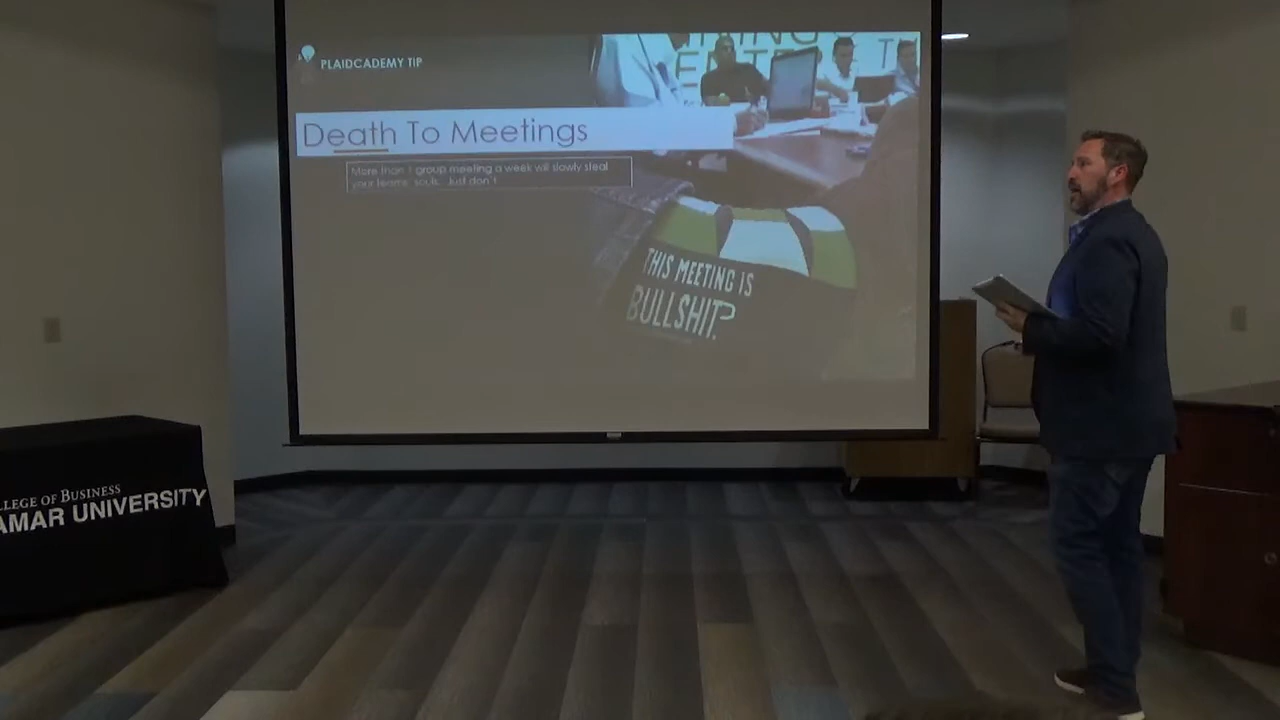 PLAIDCADEMY TIP
Death To Meetings
More than 1 group meeting a week will slowly steal
your teams souls. Just don't
THIS MEETING IS
BULLSHIT.
LLEGE OF BUSINESS
AMAR UNIVERSITY